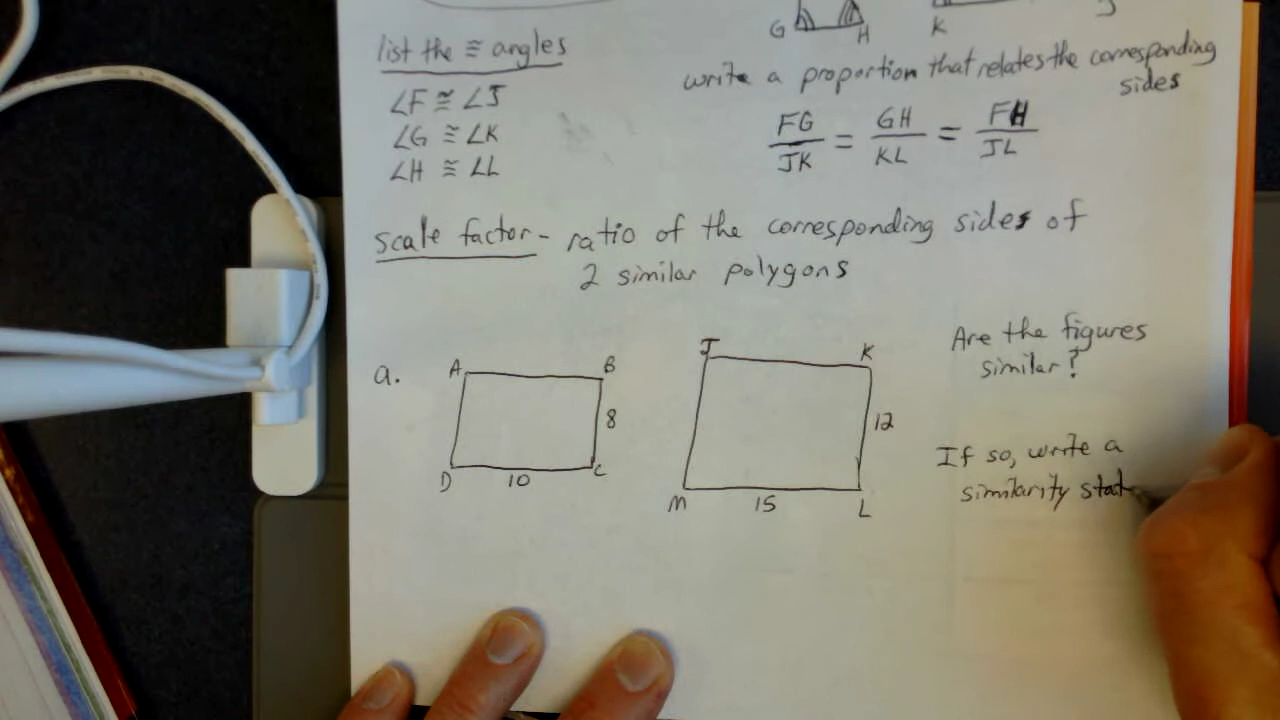 G H K
list the ≅ angles
write a proportion that relates the corresponding
sides
∠F ≅ ∠J
∠G ≅ ∠K
∠H ≅ ∠L
FG/JK = GH/KL = FH/JL
scale factor - ratio of the corresponding sides of
2 similar polygons
a.
A B
8
D 10 C
J K
12
M 15 L
Are the figures
similar?
If so, write a
similarity stat